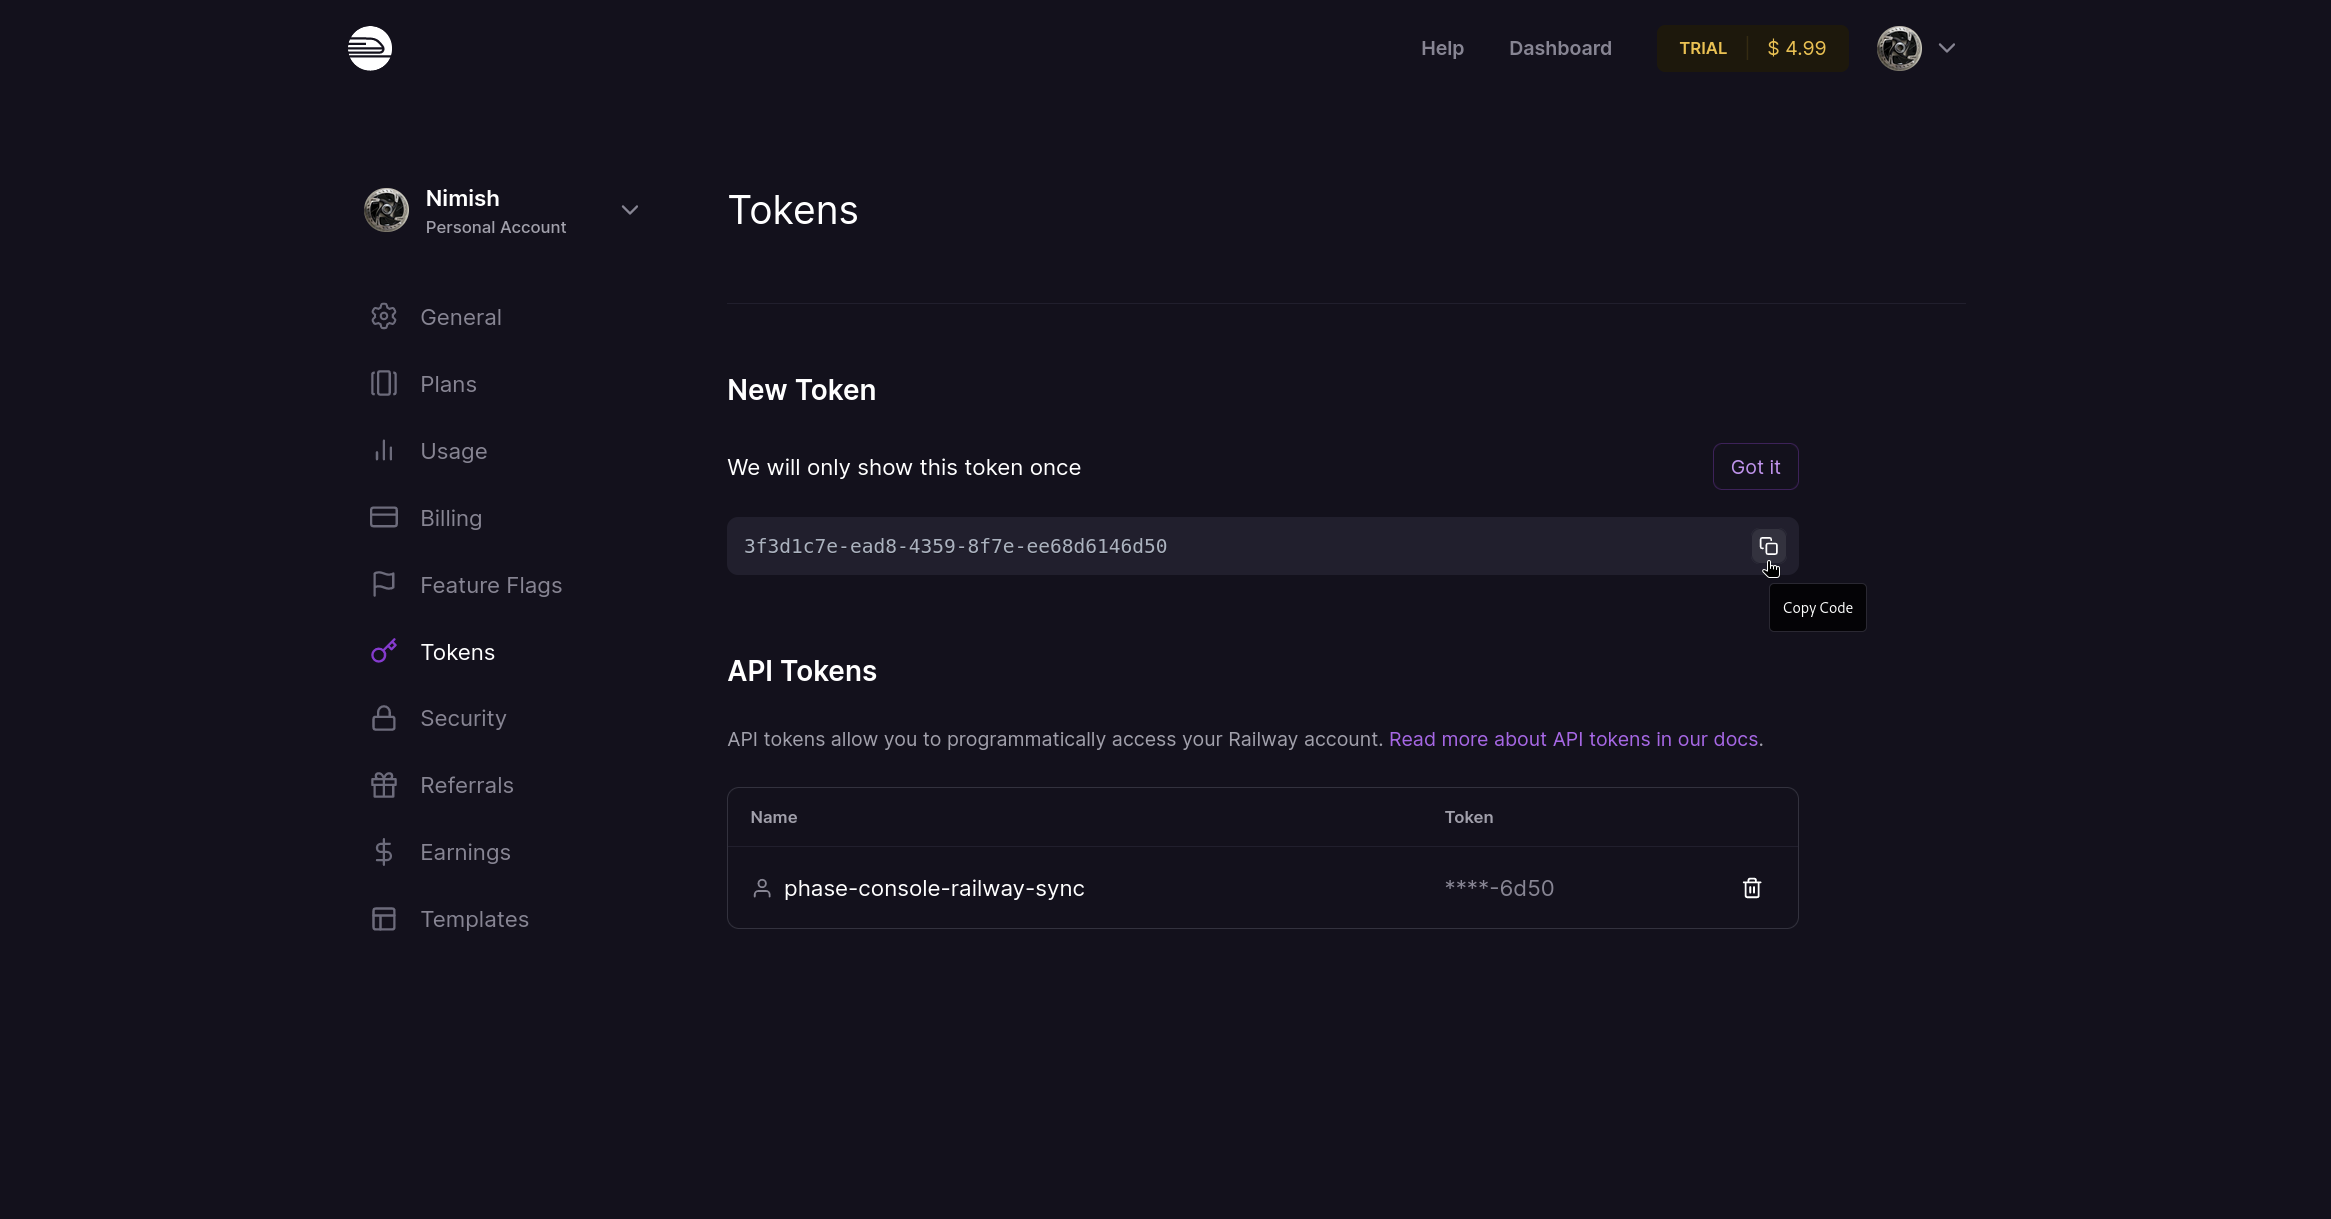 Help Dashboard TRIAL $ 4.99
Nimish
Personal Account
General
Plans
Usage
Billing
Feature Flags
Tokens
Security
Referrals
Earnings
Templates
Tokens
New Token
We will only show this token once
Got it
3f3d1c7e-ead8-4359-8f7e-ee68d6146d50
Copy Code
API Tokens
API tokens allow you to programmatically access your Railway account. Read more about API tokens in our docs.
Name Token
phase-console-railway-sync ****-6d50